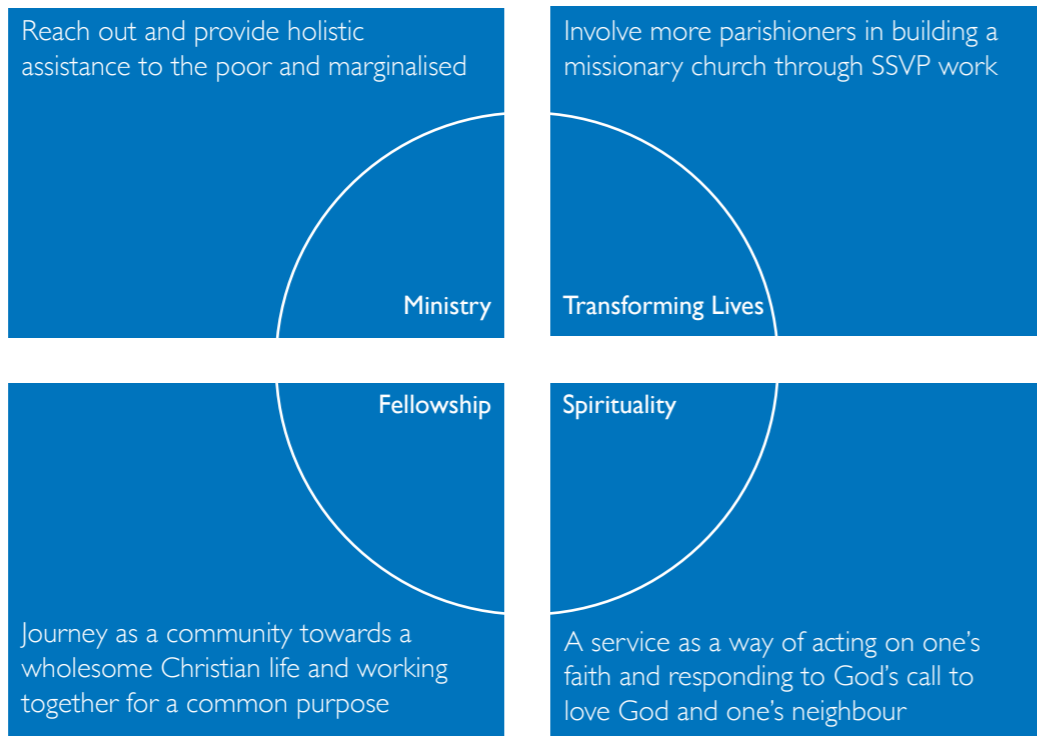 Reach out and provide holistic
assistance to the poor and marginalised
Ministry
Involve more parishioners in building a
missionary church through SSVP work
Transforming Lives
Fellowship
Journey as a community towards a
wholesome Christian life and working
together for a common purpose
Spirituality
A service as a way of acting on one’s
faith and responding to God’s call to
love God and one’s neighbour